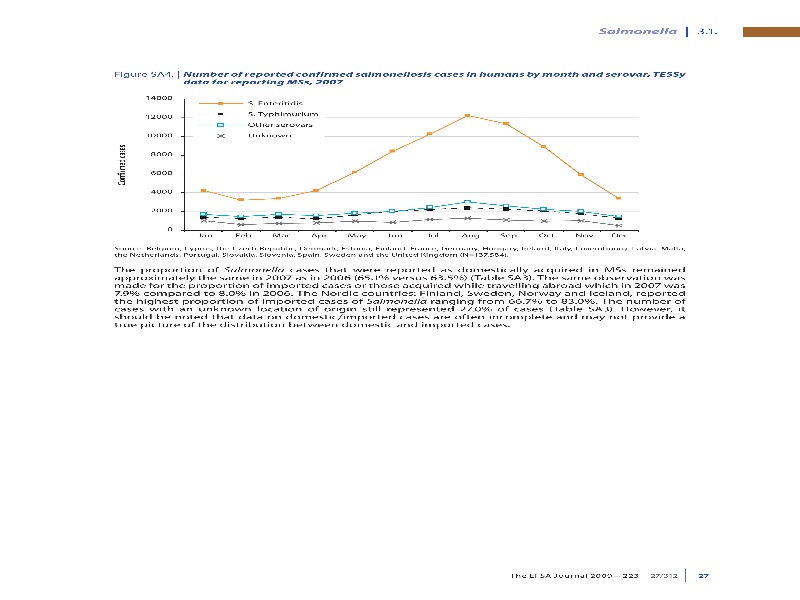 Salmonella | 3.1.
Figure SA4. | Number of reported confirmed salmonellosis cases in humans by month and serovar, TESSy
data for reporting MSs, 2007
14000
12000
10000
8000
6000
4000
2000
0
Confirmed cases
S. Enteritidis
S. Typhimurium
Other serovars
Unknown
Jan Feb Mar Apr May Jun Jul Aug Sep Oct Nov Dec
Source: Belgium, Cyprus, the Czech Republic, Denmark, Estonia, Finland, France, Germany, Hungary, Ireland, Italy, Luxembourg, Latvia, Malta,
the Netherlands, Portugal, Slovakia, Slovenia, Spain, Sweden and the United Kingdom (N=137,584).
The proportion of Salmonella cases that were reported as domestically acquired in MSs remained
approximately the same in 2007 as in 2006 (65.1% versus 63.5%) (Table SA3). The same observation was
made for the proportion of imported cases or those acquired while travelling abroad which in 2007 was
7.9% compared to 8.0% in 2006. The Nordic countries: Finland, Sweden, Norway and Iceland, reported
the highest proportion of imported cases of Salmonella ranging from 66.7% to 83.0%. The number of
cases with an unknown location of origin still represented 27.0% of cases (Table SA3). However, it
should be noted that data on domestic/imported cases are often incomplete and may not provide a
true picture of the distribution between domestic and imported cases.
The EFSA Journal 2009 – 223 27/312 | 27